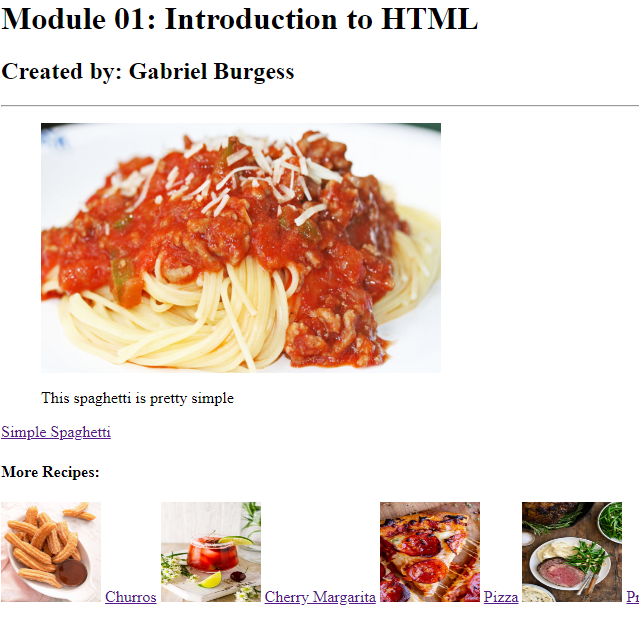 Module 01: Introduction to HTML
Created by: Gabriel Burgess
This spaghetti is pretty simple
Simple Spaghetti
More Recipes:
Churros Cherry Margarita Pizza Pr